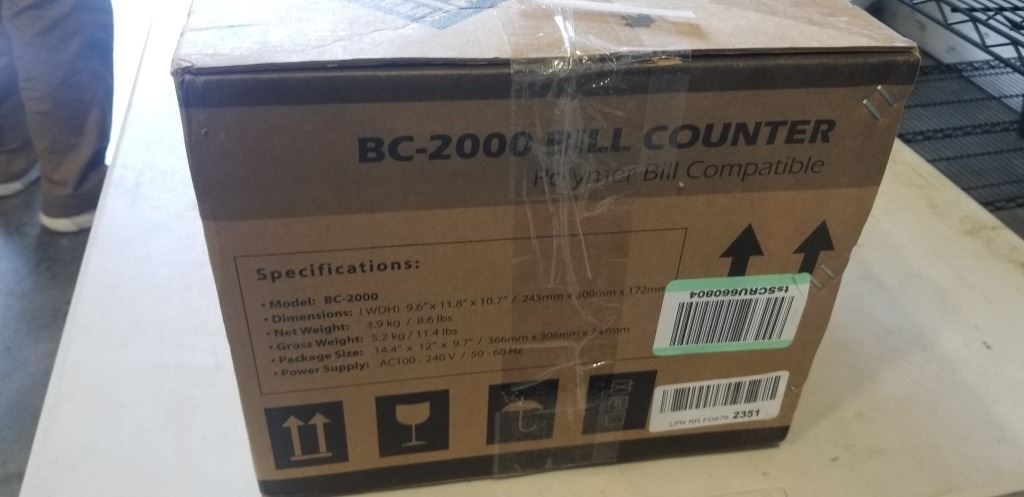 BC-2000 BILL COUNTER
Polymer Bill Compatible
Specifications:
• Model: BC-2000
• Dimensions: (WDH) 9.6"x 11.8" x 10.7" / 245mm x 300mm x 172mm
• Net Weight: 3.9 kg / 8.6 lbs
• Gross Weight: 5.2 kg / 11.4 lbs
• Package Size: 14.4" x 12" x 9.7" / 366mm x 306mm x 247mm
• Power Supply: AC100 - 240 V / 50 - 60 Hz
tsSCRU660804
LPN RR FG676 2351